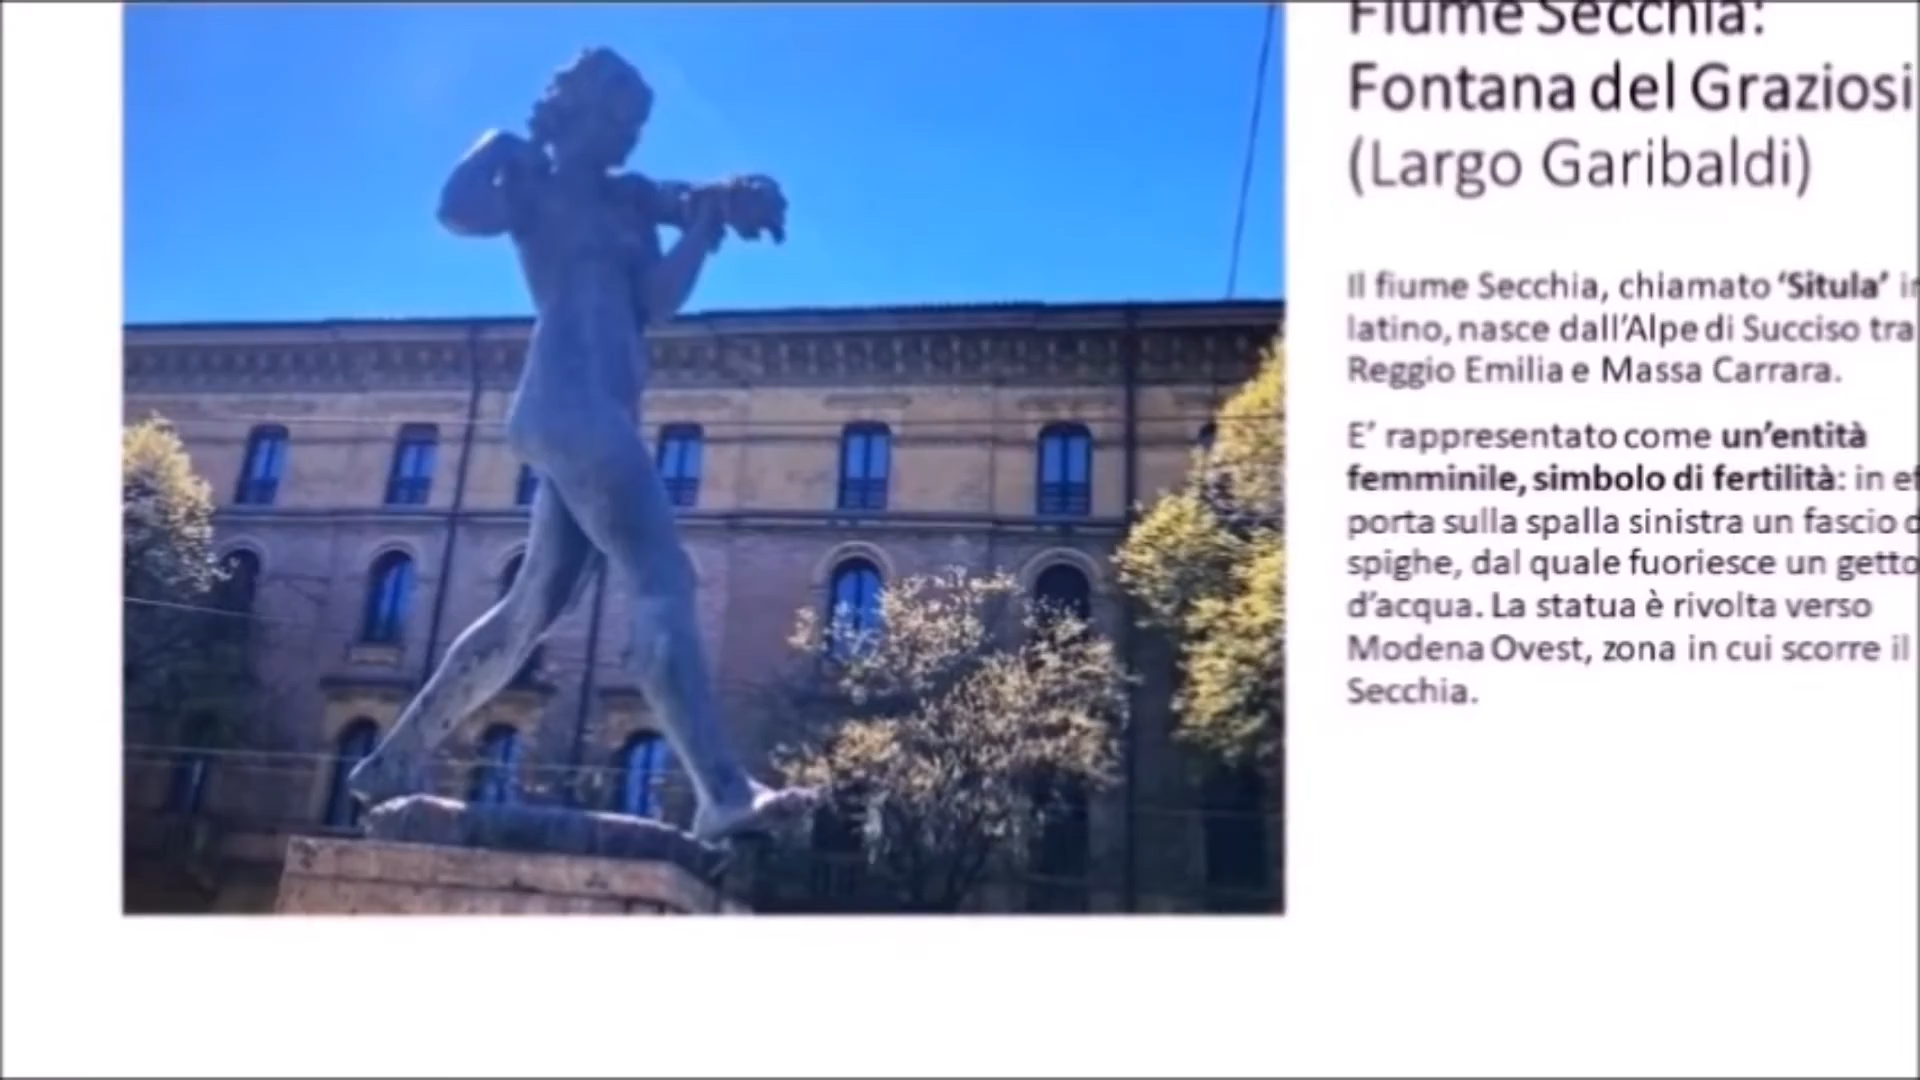 Fiume Secchia:
Fontana del Graziosi
(Largo Garibaldi)
Il fiume Secchia, chiamato ‘Situla’
latino, nasce dall’Alpe di Succiso tra
Reggio Emilia e Massa Carrara.
E’ rappresentato come un’entità
femminile, simbolo di fertilità: in
porta sulla spalla sinistra un fascio
spighe, dal quale fuoriesce un getto
d’acqua. La statua è rivolta verso
Modena Ovest, zona in cui scorre il
Secchia.